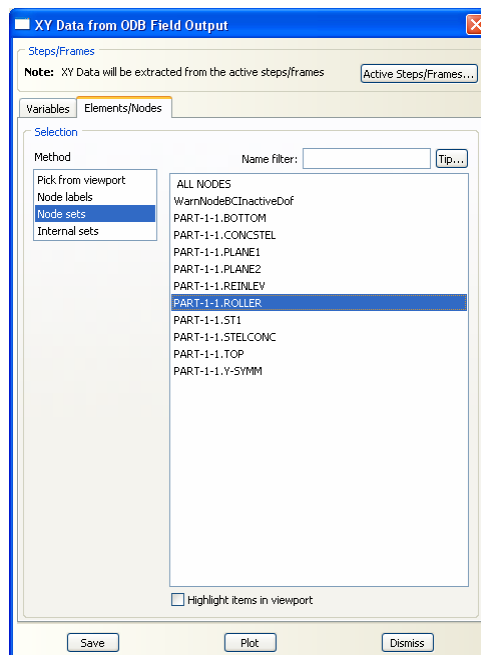 XY Data from ODB Field Output
Steps/Frames
Note: XY Data will be extracted from the active steps/frames
Active Steps/Frames...
Variables
Elements/Nodes
Selection
Method
Name filter:
Tip...
Pick from viewport
Node labels
Node sets
Internal sets
ALL NODES
WarnNodeBCInactiveDof
PART-1-1.BOTTOM
PART-1-1.CONCSTEL
PART-1-1.PLANE1
PART-1-1.PLANE2
PART-1-1.REINLEV
PART-1-1.ROLLER
PART-1-1.ST1
PART-1-1.STELCONC
PART-1-1.TOP
PART-1-1.Y-SYMM
Highlight items in viewport
Save
Plot
Dismiss